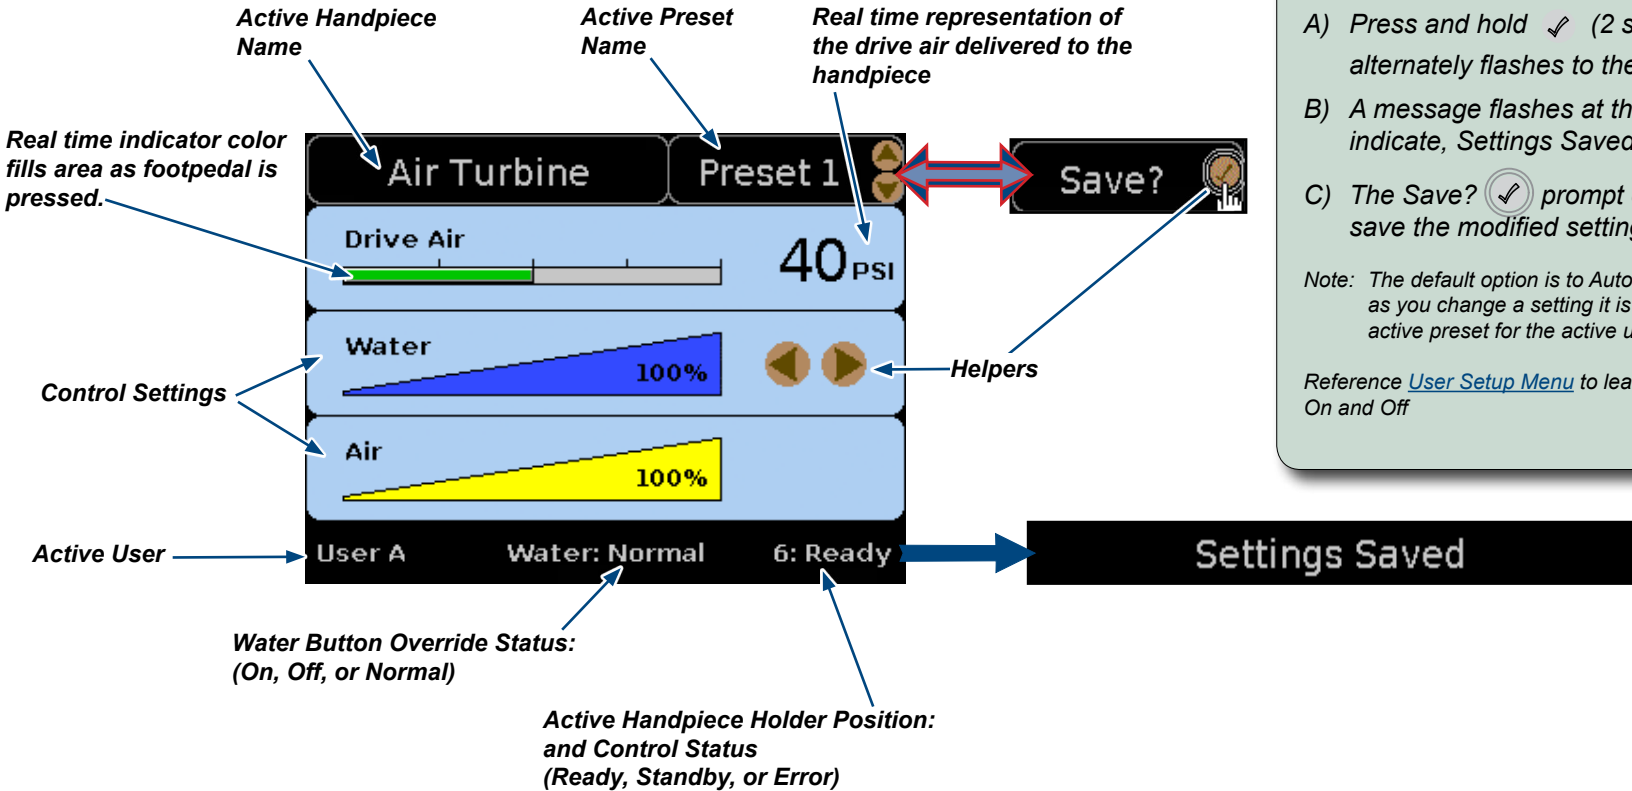 Active Handpiece
Name
Active Preset
Name
Real time representation of
the drive air delivered to the
handpiece
Real time indicator color
fills area as footpedal is
pressed.
Air Turbine
Preset 1
Save?
Drive Air
40 PSI
Water
100%
Helpers
Control Settings
Air
100%
Active User
User A
Water: Normal
6: Ready
Settings Saved
Water Button Override Status:
(On, Off, or Normal)
Active Handpiece Holder Position:
and Control Status
(Ready, Standby, or Error)
A) Press and hold ✓ (2 s
alternately flashes to the
B) A message flashes at th
indicate, Settings Saved
C) The Save? ✓ prompt
save the modified setting
Note: The default option is to Auto
as you change a setting it is
active preset for the active u
Reference User Setup Menu to lea
On and Off